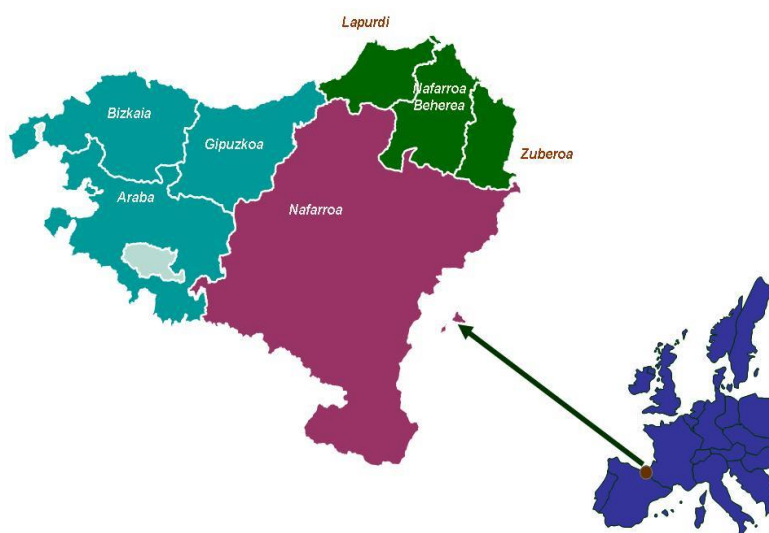 Lapurdi
Bizkaia
Nafarroa
Beherea
Gipuzkoa
Zuberoa
Araba
Nafarroa